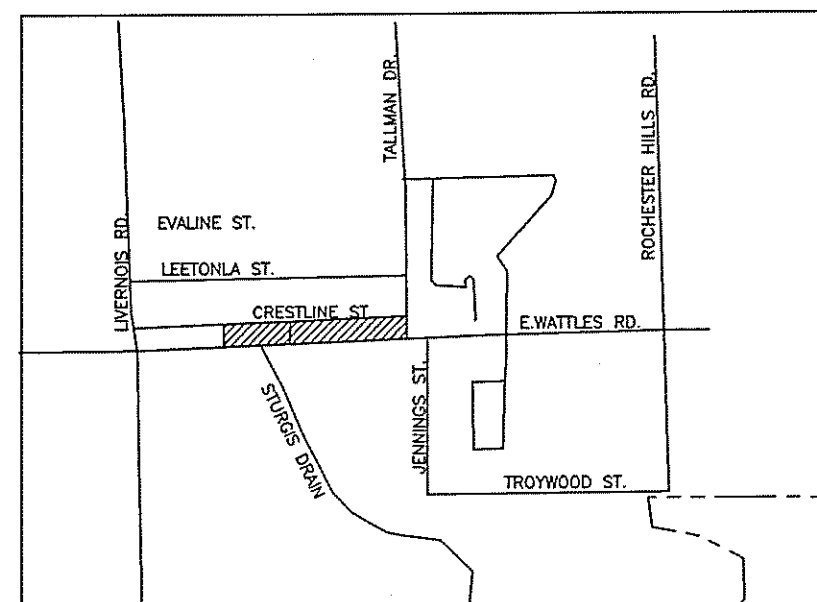 LIVERNOIS RD.
TALLMAN DR.
ROCHESTER HILLS RD.
EVALINE ST.
LEETONLA ST.
CRESTLINE ST
E.WATTLES RD.
STURGIS DRAIN
JENNINGS ST.
TROYWOOD ST.